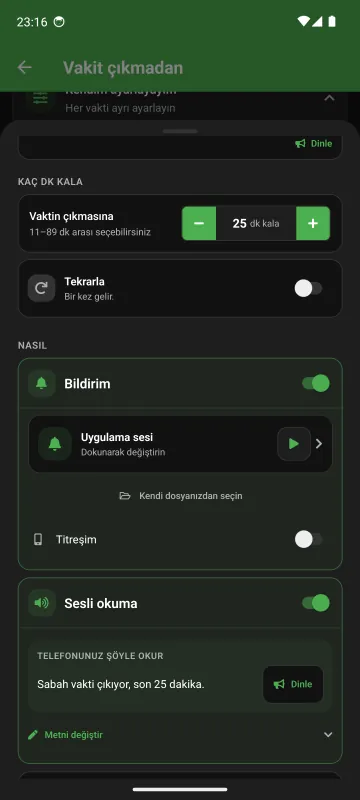 23:16
Vakit çıkmadan
Kendim ayarlayayım
Her vakti ayrı ayarlayın
Dinle
KAÇ DK KALA
Vaktin çıkmasına
11–89 dk arası seçebilirsiniz
− 25 dk kala +
Tekrarla
Bir kez gelir.
NASIL
Bildirim
Uygulama sesi
Dokunarak değiştirin
Kendi dosyanızdan seçin
Titreşim
Sesli okuma
TELEFONUNUZ ŞÖYLE OKUR
Sabah vakti çıkıyor, son 25 dakika.
Dinle
Metni değiştir